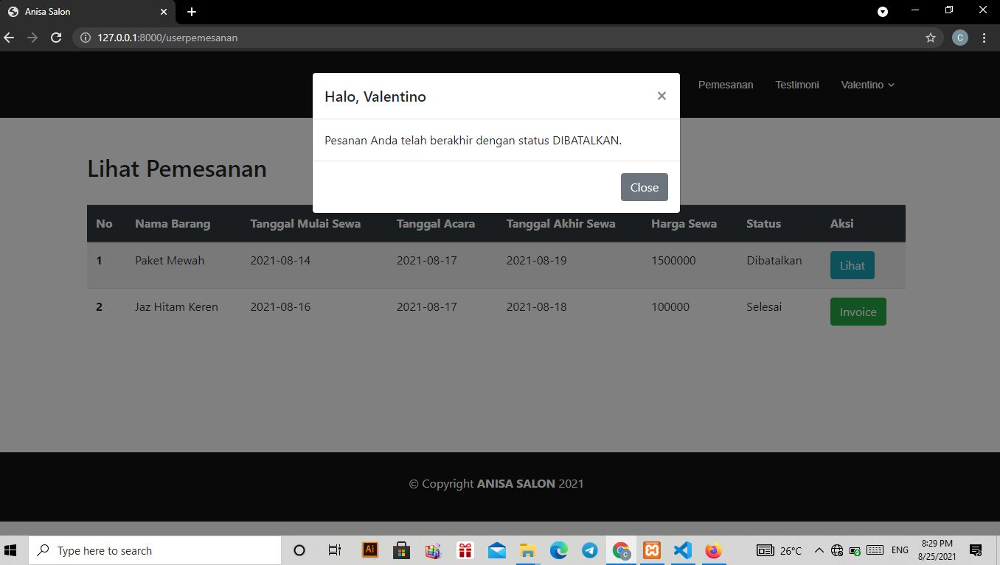 Anisa Salon
127.0.0.1:8000/userpemesanan
C
Pemesanan Testimoni Valentino
Halo, Valentino
×
Pesanan Anda telah berakhir dengan status DIBATALKAN.
Close
Lihat Pemesanan
No Nama Barang Tanggal Mulai Sewa Tanggal Acara Tanggal Akhir Sewa Harga Sewa Status Aksi
1 Paket Mewah 2021-08-14 2021-08-17 2021-08-19 1500000 Dibatalkan Lihat
2 Jaz Hitam Keren 2021-08-16 2021-08-17 2021-08-18 100000 Selesai Invoice
© Copyright ANISA SALON 2021
Type here to search
Ai
C
26°C
ENG
8:29 PM
8/25/2021